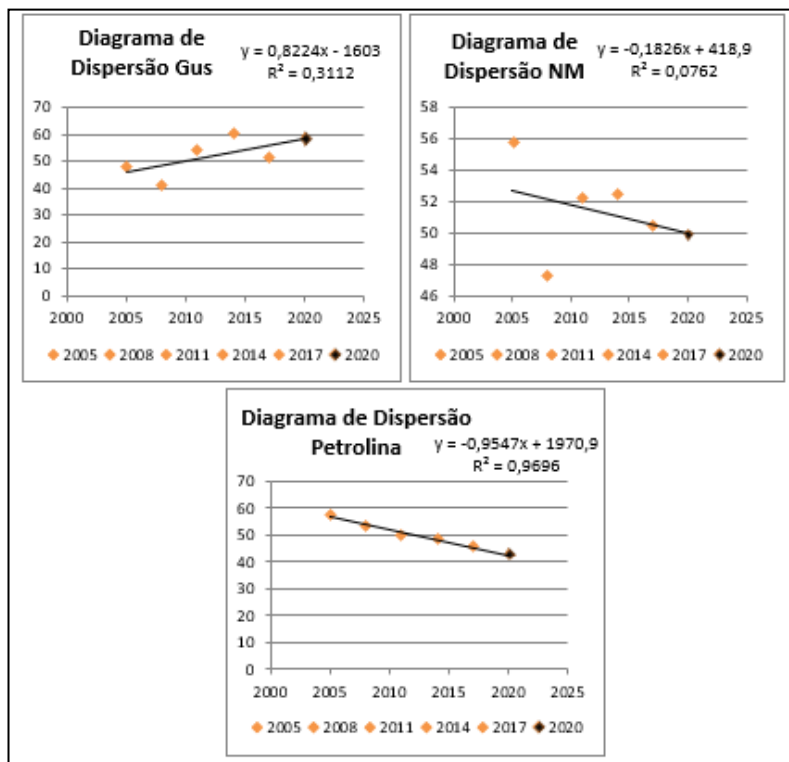 Diagrama de
Dispersão Gus
y = 0,8224x - 1603
R² = 0,3112
70
60
50
40
30
20
10
0
2000 2005 2010 2015 2020 2025
2005 2008 2011 2014 2017 2020
Diagrama de
Dispersão NM
y = -0,1826x + 418,9
R² = 0,0762
58
56
54
52
50
48
46
2000 2005 2010 2015 2020 2025
2005 2008 2011 2014 2017 2020
Diagrama de Dispersão
Petrolina
y = -0,9547x + 1970,9
R² = 0,9696
70
60
50
40
30
20
10
0
2000 2005 2010 2015 2020 2025
2005 2008 2011 2014 2017 2020